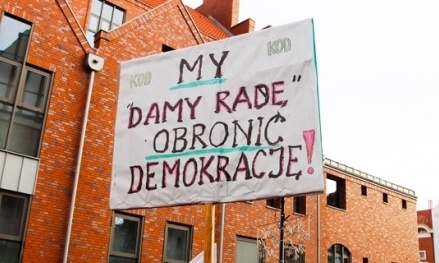 KOD KOD
MY
"DAMY RADĘ"
OBRONIĆ
DEMOKRACJĘ!